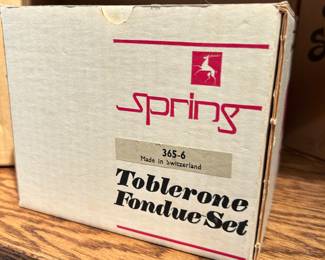 spring
365-6
Made in Switzerland
Toblerone
Fondue Set